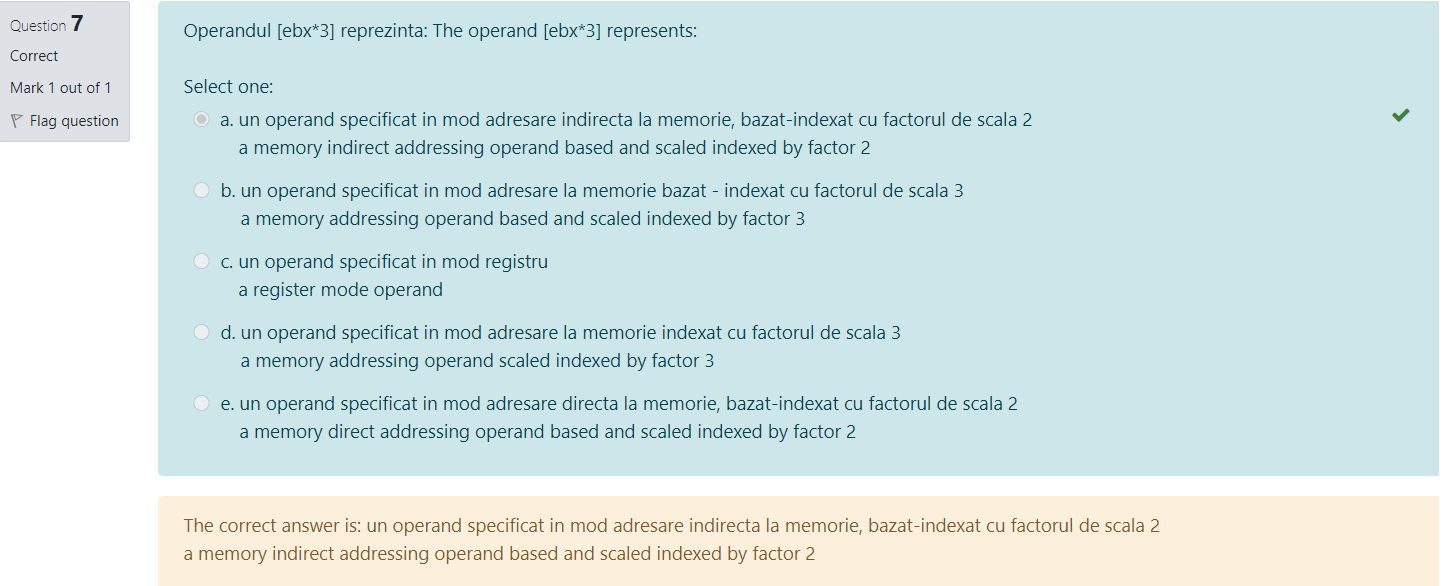 Question 7
Correct
Mark 1 out of 1
Flag question
Operandul [ebx*3] reprezinta: The operand [ebx*3] represents:
Select one:
a. un operand specificat in mod adresare indirecta la memorie, bazat-indexat cu factorul de scala 2
a memory indirect addressing operand based and scaled indexed by factor 2
b. un operand specificat in mod adresare la memorie bazat - indexat cu factorul de scala 3
a memory addressing operand based and scaled indexed by factor 3
c. un operand specificat in mod registru
a register mode operand
d. un operand specificat in mod adresare la memorie indexat cu factorul de scala 3
a memory addressing operand scaled indexed by factor 3
e. un operand specificat in mod adresare directa la memorie, bazat-indexat cu factorul de scala 2
a memory direct addressing operand based and scaled indexed by factor 2
The correct answer is: un operand specificat in mod adresare indirecta la memorie, bazat-indexat cu factorul de scala 2
a memory indirect addressing operand based and scaled indexed by factor 2